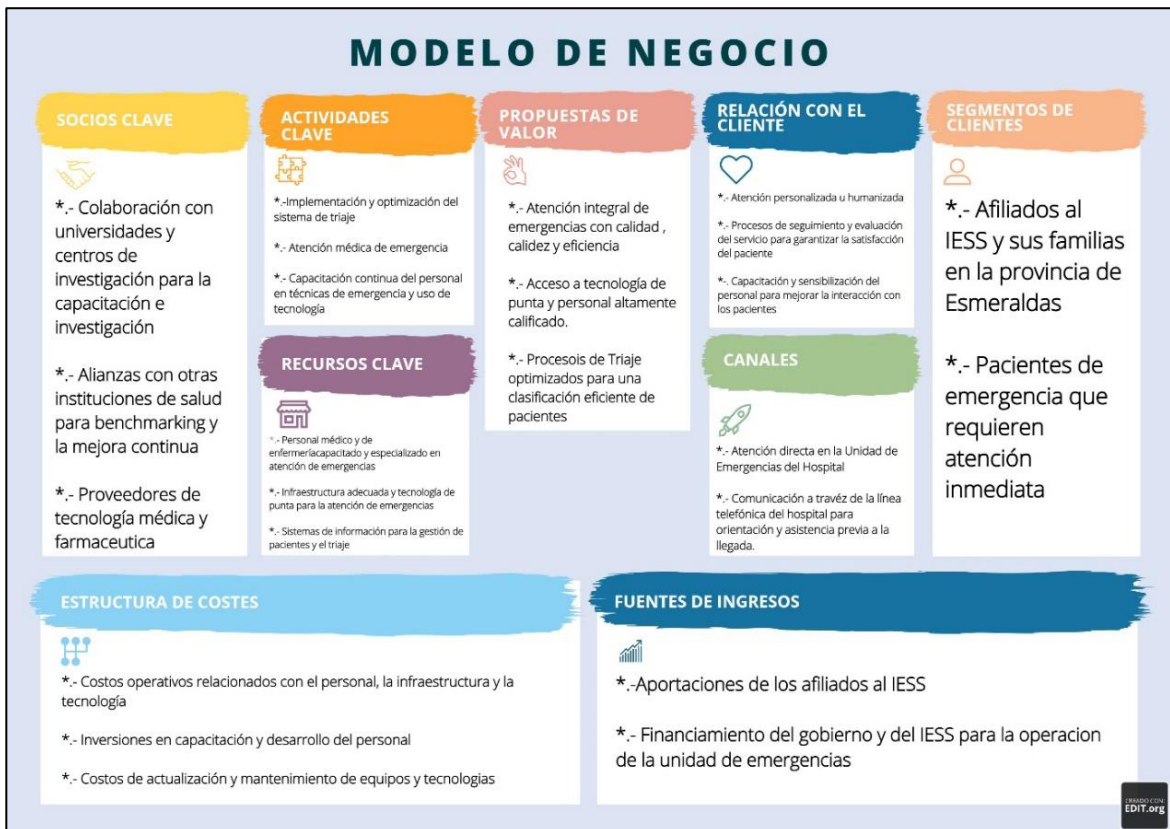 MODELO DE NEGOCIO
SOCIOS CLAVE
*.- Colaboración con
universidades y
centros de
investigación para la
capacitación e
investigación
*.- Alianzas con otras
instituciones de salud
para benchmarking y
la mejora continua
*.- Proveedores de
tecnología médica y
farmaceutica
ACTIVIDADES
CLAVE
*.-Implementación y optimización del
sistema de triaje
*.- Atención médica de emergencia
*.- Capacitación continua del personal
en técnicas de emergencia y uso de
tecnología
RECURSOS CLAVE
*.- Personal médico y de
enfermeríacapacitado y especializado en
atención de emergencias
*.- Infraestructura adecuada y tecnología de
punta para la atención de emergencias
*.- Sistemas de información para la gestión de
pacientes y el triaje
PROPUESTAS DE
VALOR
*.- Atención integral de
emergencias con calidad ,
calidez y eficiencia
*.- Acceso a tecnología de
punta y personal altamente
calificado.
*.- Procesois de Triaje
optimizados para una
clasificación eficiente de
pacientes
RELACIÓN CON EL
CLIENTE
*.- Atención personalizada u humanizada
*.- Procesos de seguimiento y evaluación
del servicio para garantizar la satisfacción
del paciente
*-. Capacitación y sensibilización del
personal para mejorar la interacción con
los pacientes
CANALES
*.- Atención directa en la Unidad de
Emergencias del Hospital
*.- Comunicación a travéz de la línea
telefónica del hospital para
orientación y asistencia previa a la
llegada.
SEGMENTOS DE
CLIENTES
*.- Afiliados al
IESS y sus familias
en la provincia de
Esmeraldas
*.- Pacientes de
emergencia que
requieren
atención
inmediata
ESTRUCTURA DE COSTES
*.- Costos operativos relacionados con el personal, la infraestructura y la
tecnología
*.- Inversiones en capacitación y desarrollo del personal
*.- Costos de actualización y mantenimiento de equipos y tecnologias
FUENTES DE INGRESOS
*.-Aportaciones de los afiliados al IESS
*.- Financiamiento del gobierno y del IESS para la operacion
de la unidad de emergencias
CREADO CON:
EDIT.org